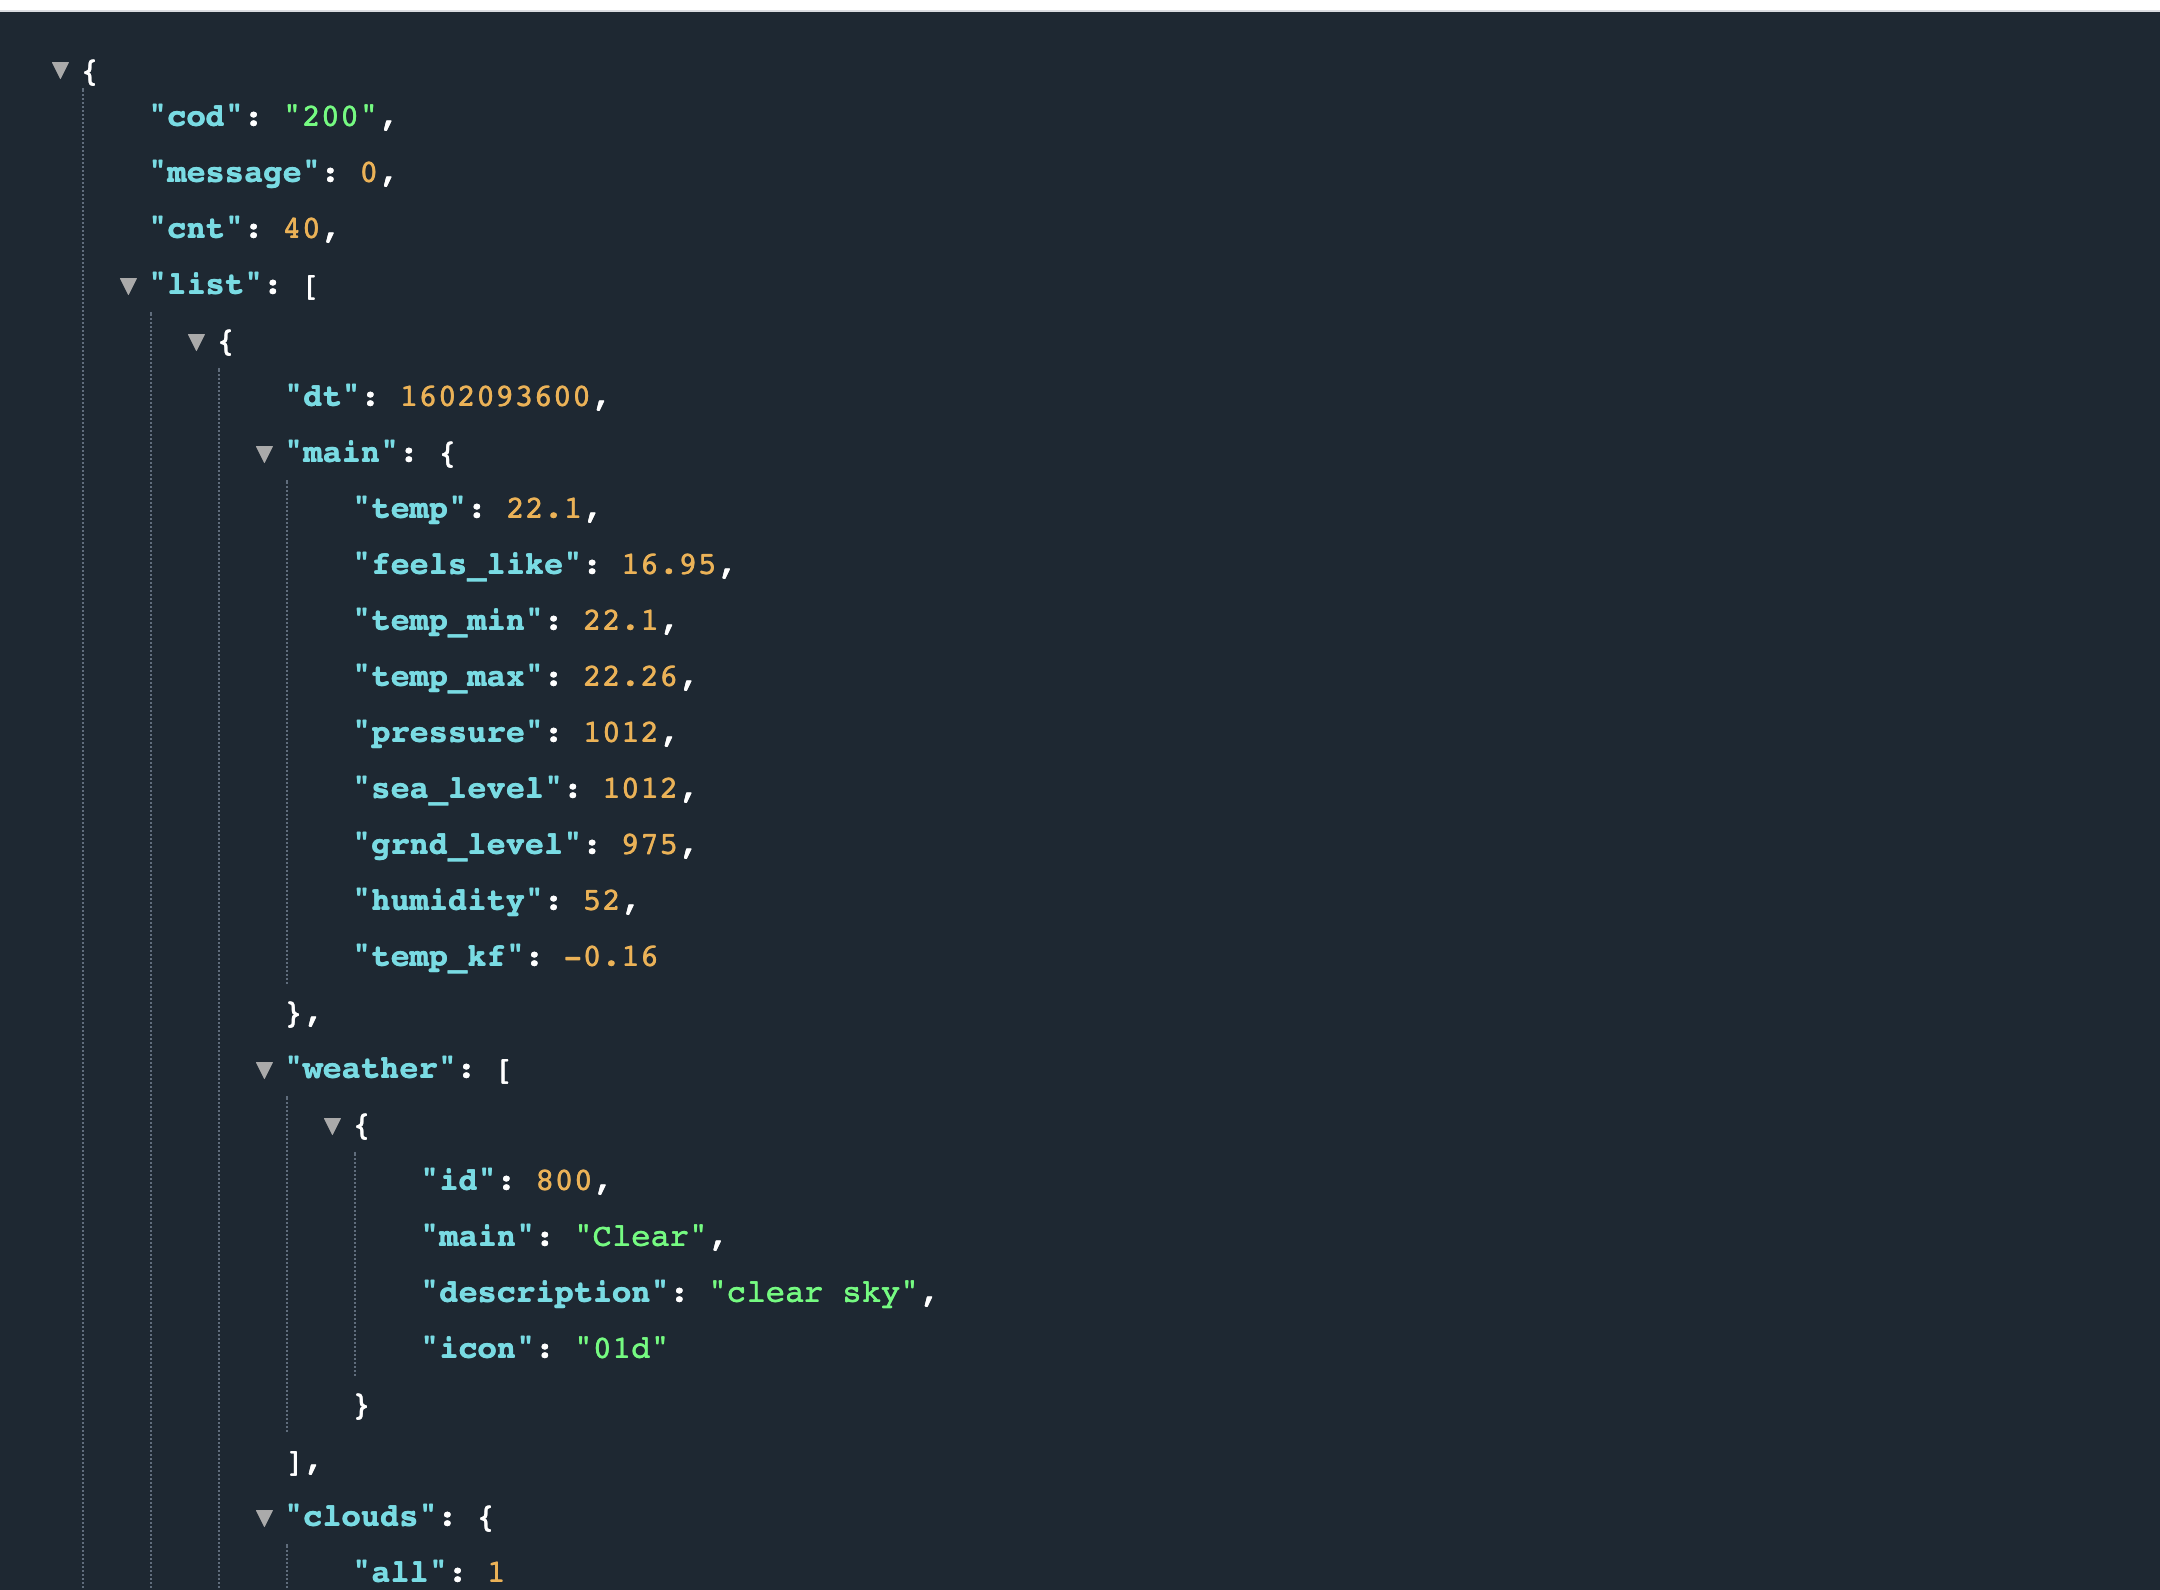 {
"cod": "200",
"message": 0,
"cnt": 40,
"list": [
{
"dt": 1602093600,
"main": {
"temp": 22.1,
"feels_like": 16.95,
"temp_min": 22.1,
"temp_max": 22.26,
"pressure": 1012,
"sea_level": 1012,
"grnd_level": 975,
"humidity": 52,
"temp_kf": -0.16
},
"weather": [
{
"id": 800,
"main": "Clear",
"description": "clear sky",
"icon": "01d"
}
],
"clouds": {
"all": 1